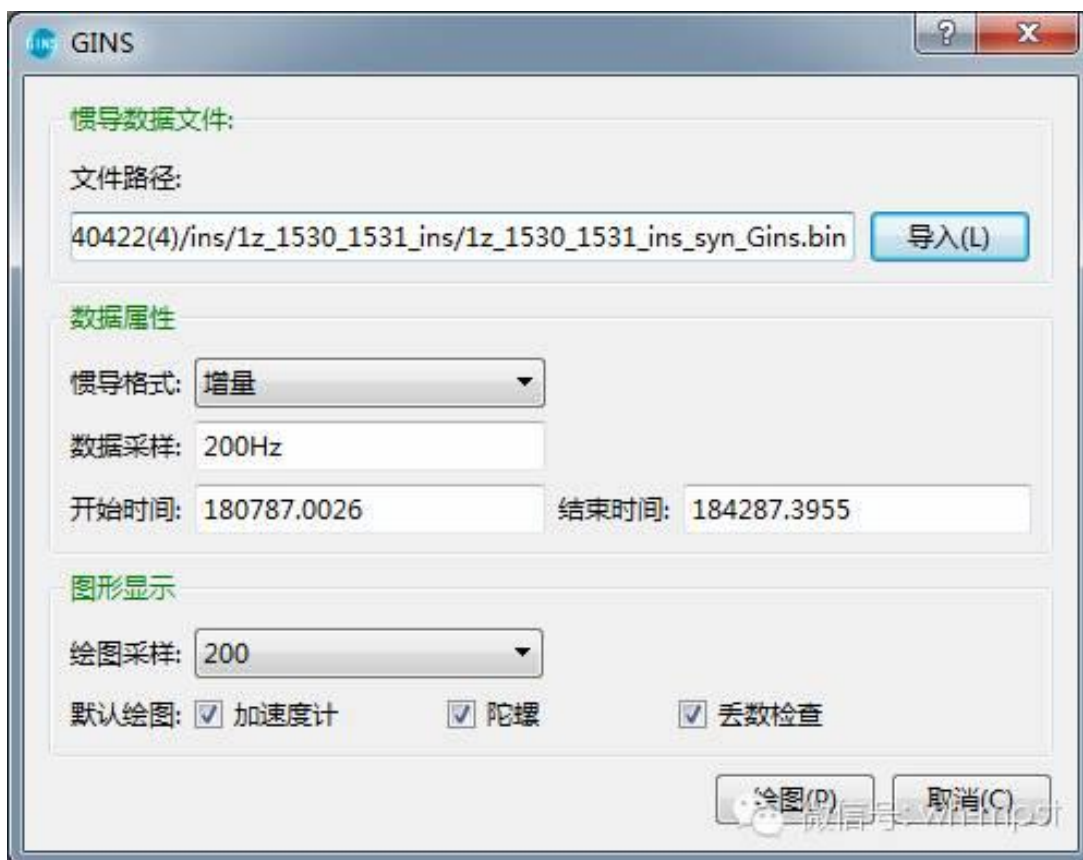 GINS
惯导数据文件:
文件路径:
40422(4)/ins/1z_1530_1531_ins/1z_1530_1531_ins_syn_Gins.bin 导入(L)
数据属性
惯导格式: 增量
数据采样: 200Hz
开始时间: 180787.0026 结束时间: 184287.3955
图形显示
绘图采样: 200
默认绘图: 加速度计 陀螺 丢数检查
绘图(P) 取消(C)
微信号: